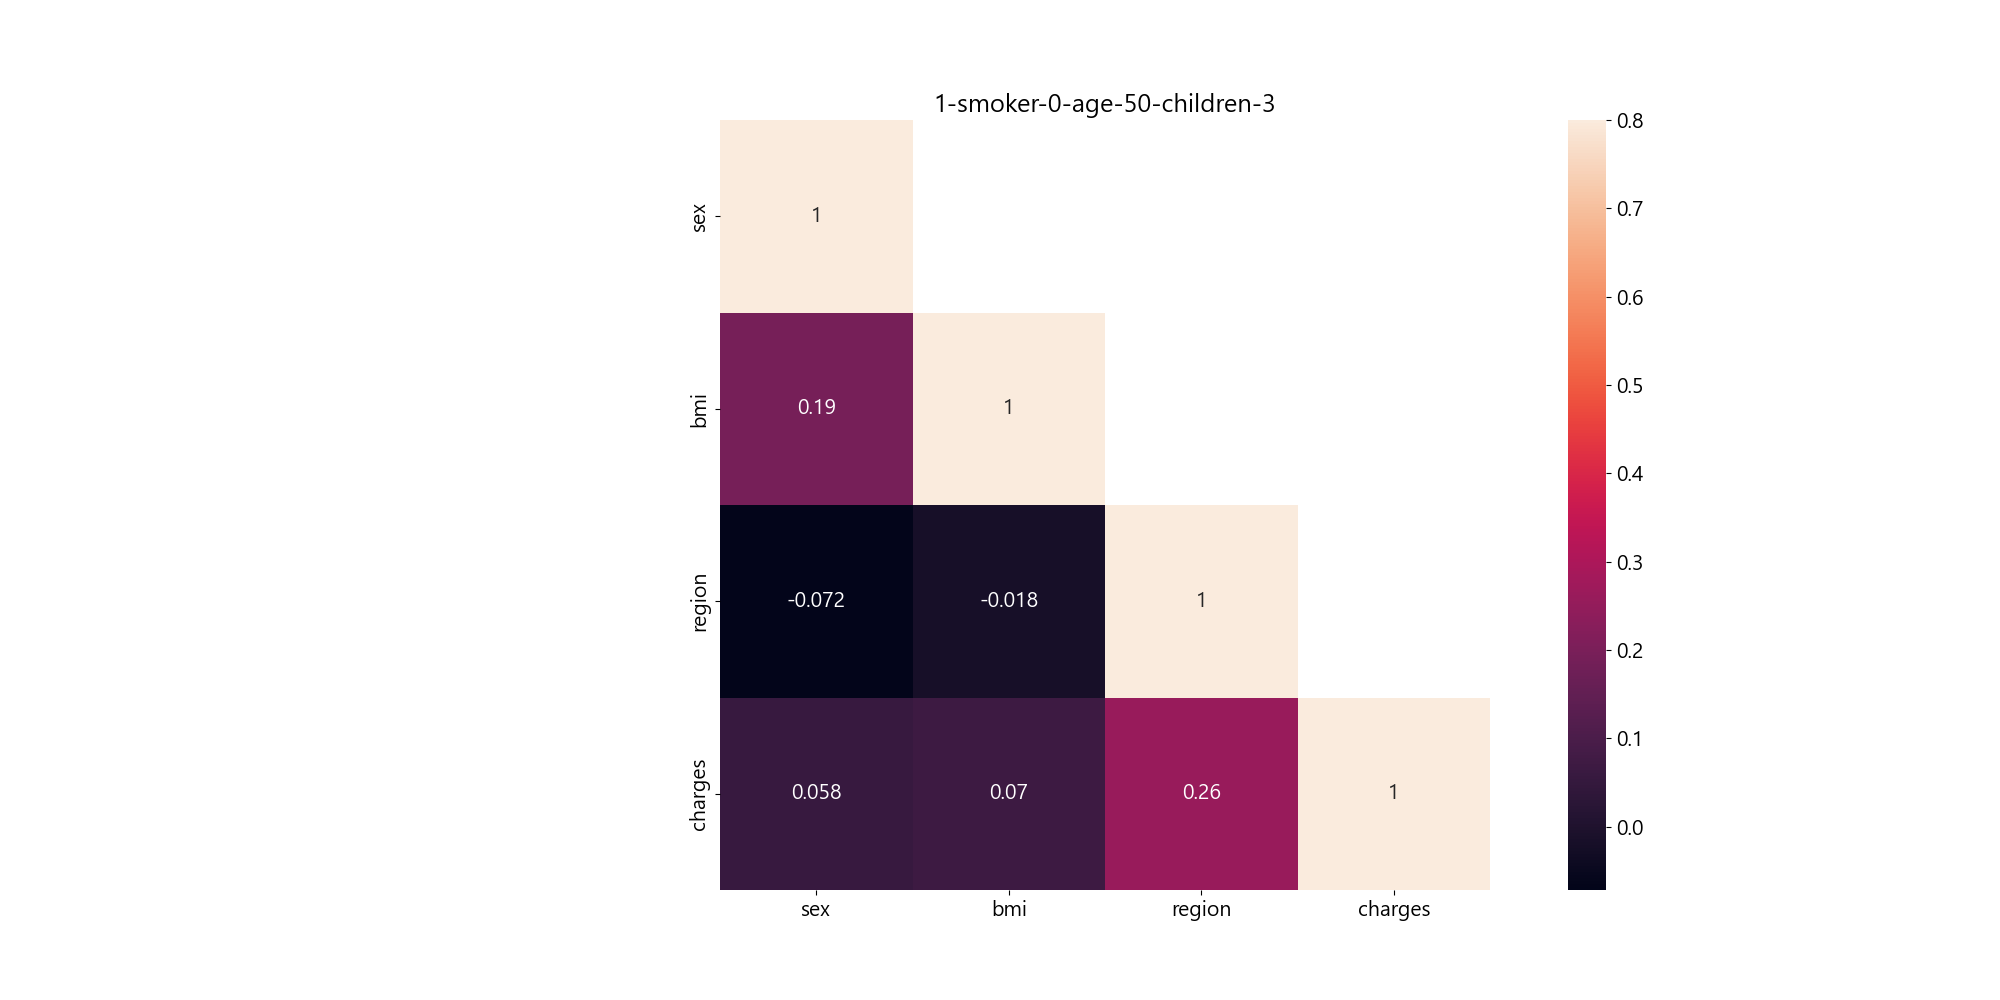 1-smoker-0-age-50-children-3
sex
1
bmi
0.19 1
region
-0.072 -0.018 1
charges
0.058 0.07 0.26 1
sex bmi region charges
0.8
0.7
0.6
0.5
0.4
0.3
0.2
0.1
0.0